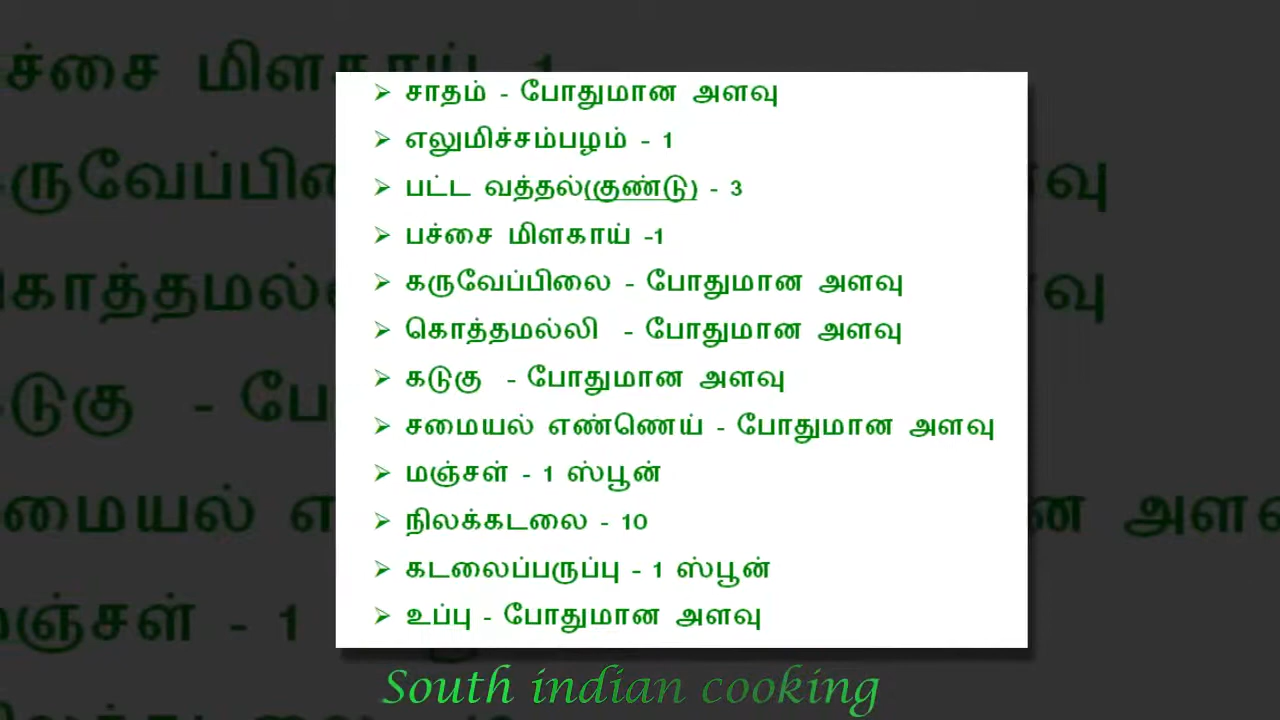 சாதம் - போதுமான அளவு
எலுமிச்சம்பழம் - 1
பட்ட வத்தல்(குண்டு) - 3
பச்சை மிளகாய் -1
கருவேப்பிலை - போதுமான அளவு
கொத்தமல்லி - போதுமான அளவு
கடுகு - போதுமான அளவு
சமையல் எண்ணெய் - போதுமான அளவு
மஞ்சள் - 1 ஸ்பூன்
நிலக்கடலை - 10
கடலைப்பருப்பு - 1 ஸ்பூன்
உப்பு - போதுமான அளவு
South indian cooking